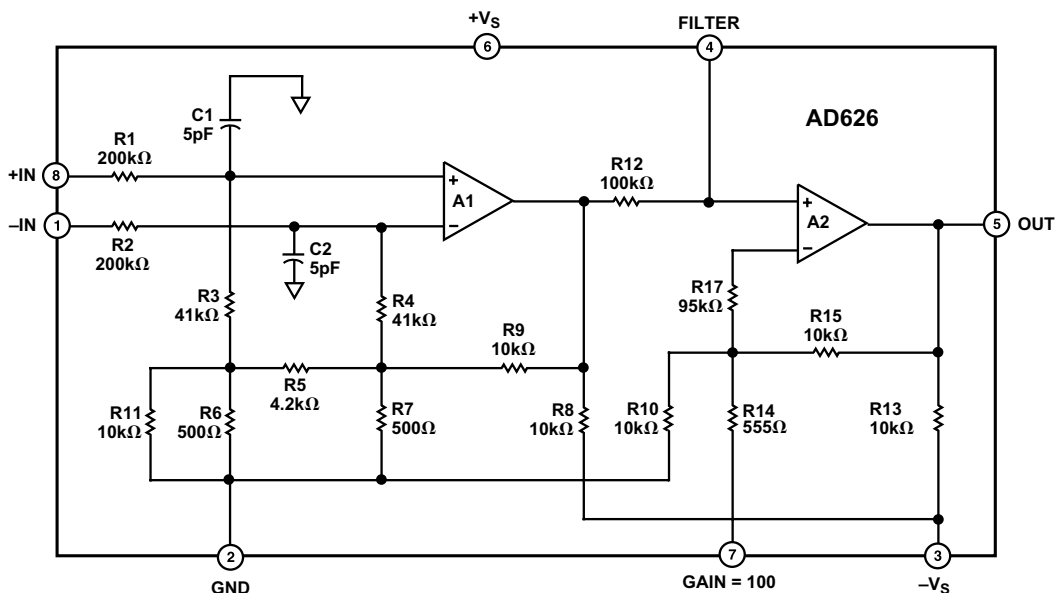 +VS
6
FILTER
4
AD626
C1
5pF
R1
200kΩ
+IN
8
R12
100kΩ
+
A1
−
+
A2
−
–IN
1
5
OUT
R2
200kΩ
C2
5pF
R17
95kΩ
R3
41kΩ
R4
41kΩ
R15
10kΩ
R9
10kΩ
R5
4.2kΩ
R11
10kΩ
R6
500Ω
R7
500Ω
R8
10kΩ
R10
10kΩ
R14
555Ω
R13
10kΩ
2
GND
7
GAIN = 100
3
–VS